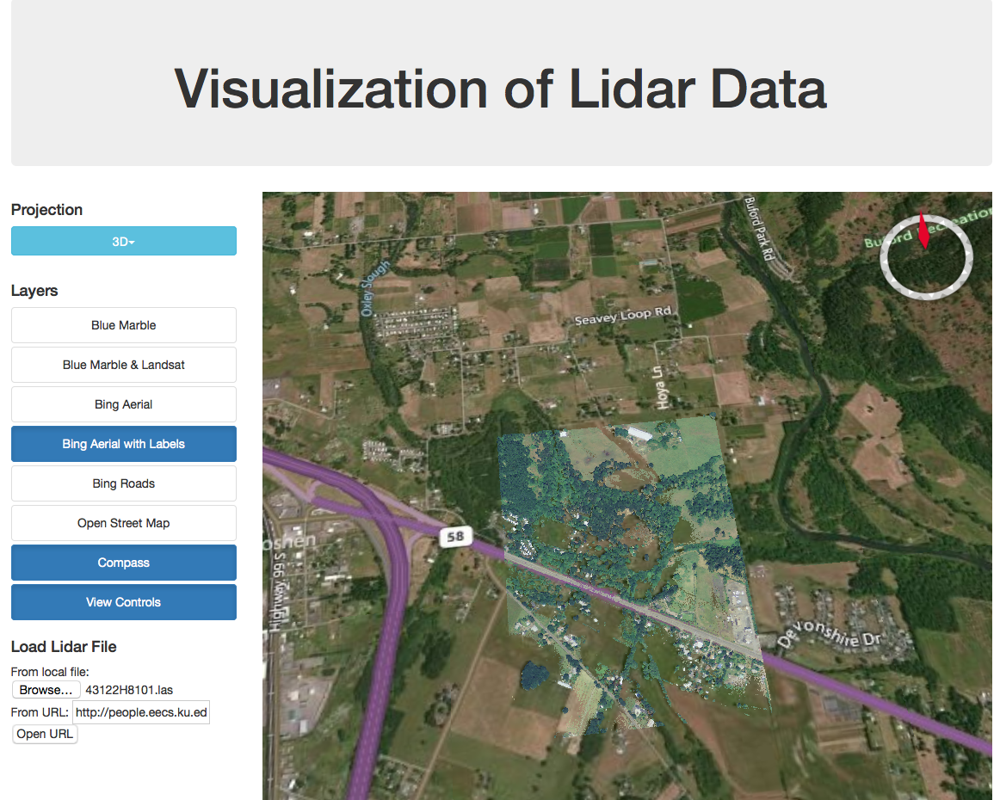 Visualization of Lidar Data
Projection
3D
Layers
Blue Marble
Blue Marble & Landsat
Bing Aerial
Bing Aerial with Labels
Bing Roads
Open Street Map
Compass
View Controls
Load Lidar File
From local file:
Browse... 43122H8101.las
From URL: http://people.eecs.ku.ed
Open URL
Buford Park Rd
Buford Recreation
Oxley Slough
Seavey Loop Rd
Hoya Ln
58
oshen
Highway 99 S
Devonshire Dr